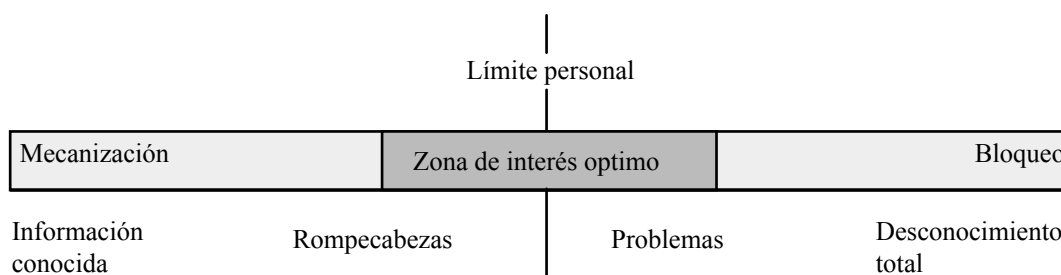 Límite personal
Mecanización
Zona de interés optimo
Bloqueo
Información
conocida
Rompecabezas
Problemas
Desconocimiento
total